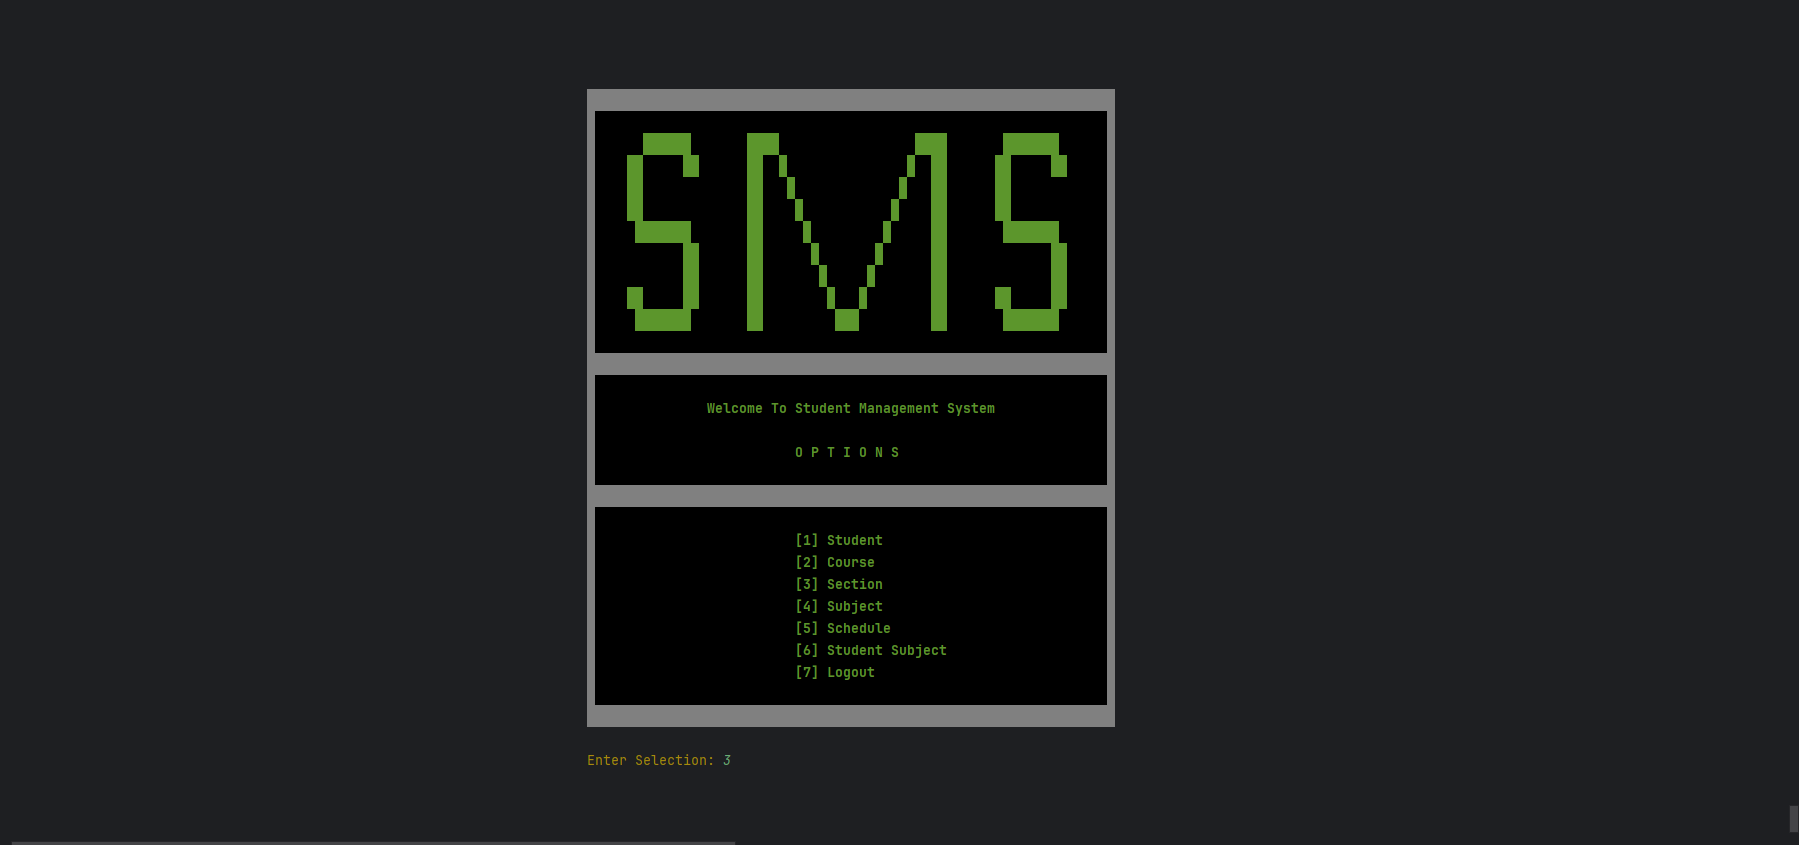 SMS
Welcome To Student Management System
O P T I O N S
[1] Student
[2] Course
[3] Section
[4] Subject
[5] Schedule
[6] Student Subject
[7] Logout
Enter Selection: 3